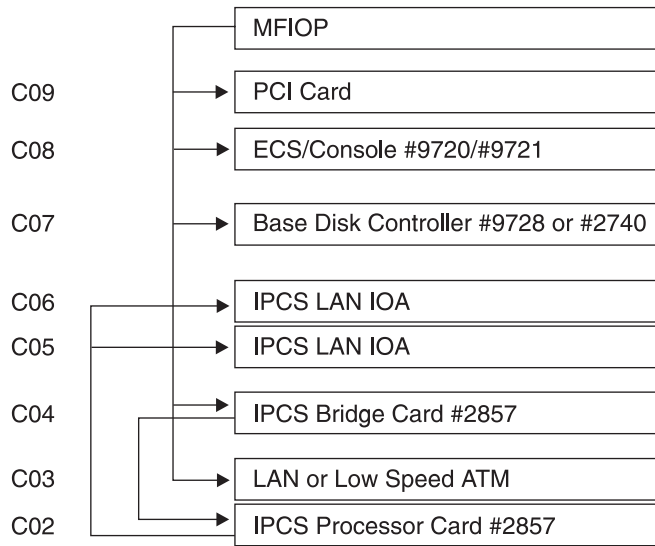 MFIOP
C09 PCI Card
C08 ECS/Console #9720/#9721
C07 Base Disk Controller #9728 or #2740
C06 IPCS LAN IOA
C05 IPCS LAN IOA
C04 IPCS Bridge Card #2857
C03 LAN or Low Speed ATM
C02 IPCS Processor Card #2857